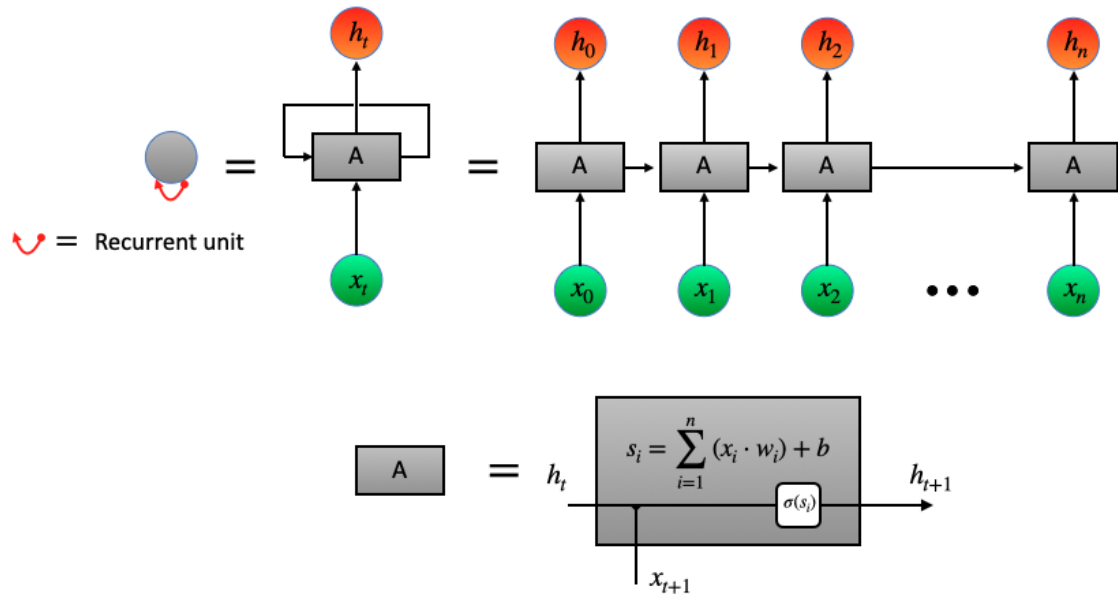 h_t
h_0 h_1 h_2 h_n
= A = A A A A
= Recurrent unit
x_t
x_0 x_1 x_2 ••• x_n
s_i = \sum_{i=1}^{n} (x_i · w_i) + b
A = h_t h_{t+1}
σ(s_i)
x_{t+1}